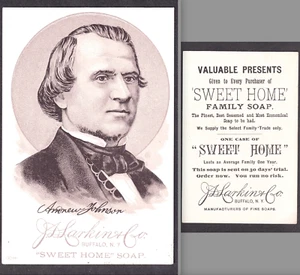 Andrew Johnson
J.D. Larkin & Co.
BUFFALO, N.Y.
"SWEET HOME" SOAP.
VALUABLE PRESENTS
Given to Every Purchaser of
'SWEET HOME'
FAMILY SOAP.
The Finest, Best Seasoned and Most Economical
Soap to be had.
We Supply the Select Family Trade only.
ONE CASE OF
"SWEET HOME"
Lasts an Average Family One Year.
This soap is sent on 30 days' trial.
Order now. You run no risk.
J.D. Larkin & Co.
BUFFALO, N.Y.
MANUFACTURERS OF FINE SOAPS.